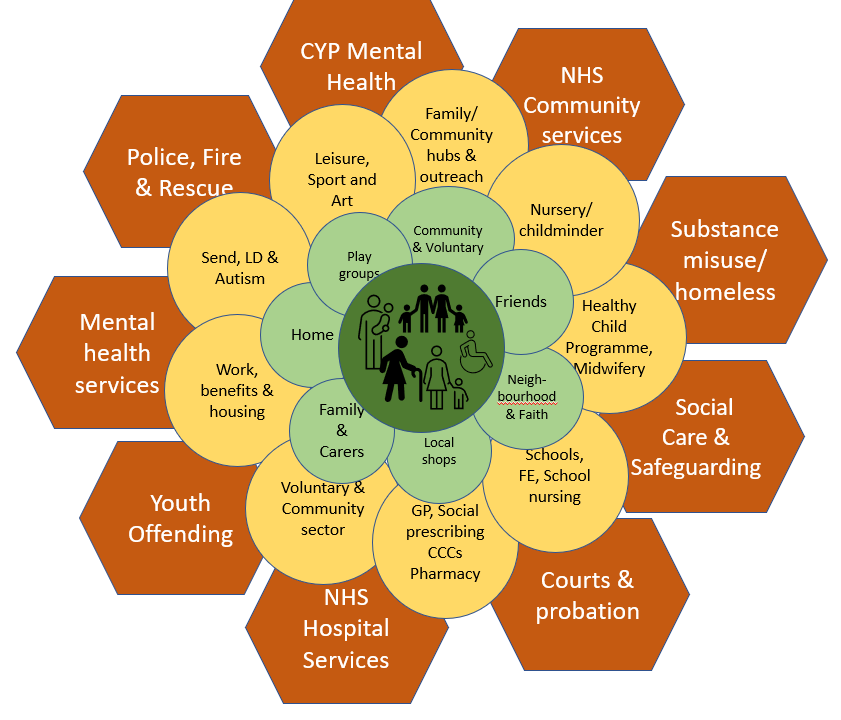 CYP Mental
Health
NHS
Community
services
Police, Fire
& Rescue
Substance
misuse/
homeless
Mental
health
services
Social
Care &
Safeguarding
Youth
Offending
Courts &
probation
NHS
Hospital
Services
Leisure,
Sport and
Art
Family/
Community
hubs &
outreach
Nursery/
childminder
Send, LD &
Autism
Healthy
Child
Programme,
Midwifery
Work,
benefits &
housing
Schools,
FE, School
nursing
Voluntary &
Community
sector
GP, Social
prescribing
CCCs
Pharmacy
Play
groups
Community
& Voluntary
Friends
Home
Neigh-
bourhood
& Faith
Family
&
Carers
Local
shops